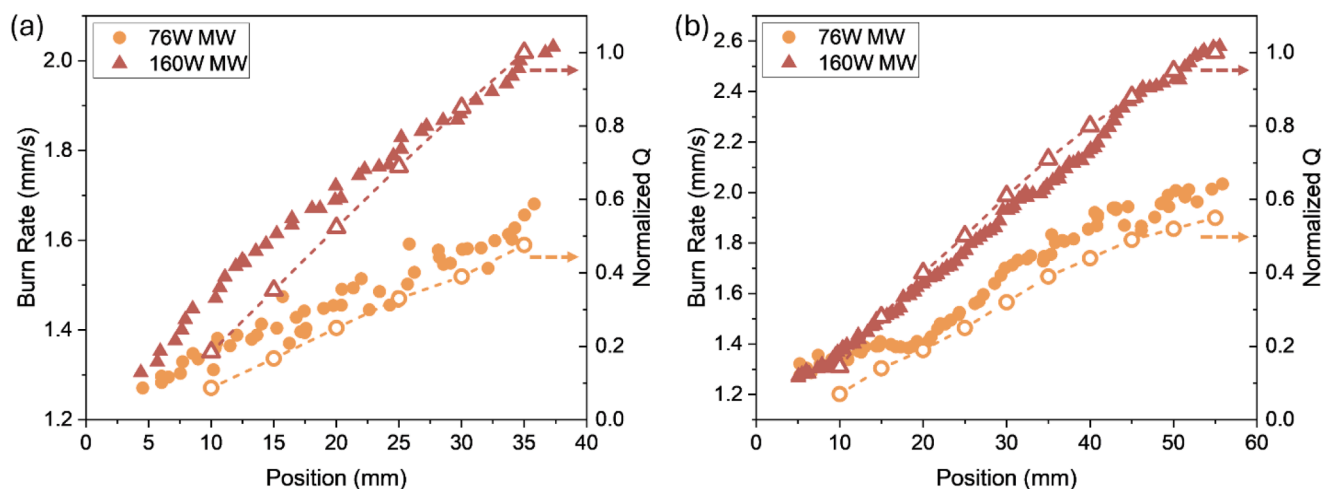 (a)
76W MW
160W MW
2.0
1.8
1.6
1.4
1.2
Burn Rate (mm/s)
1.0
0.8
0.6
0.4
0.2
0.0
Normalized Q
0 5 10 15 20 25 30 35 40
Position (mm)
(b)
76W MW
160W MW
2.6
2.4
2.2
2.0
1.8
1.6
1.4
1.2
Burn Rate (mm/s)
1.0
0.8
0.6
0.4
0.2
0.0
Normalized Q
0 10 20 30 40 50 60
Position (mm)